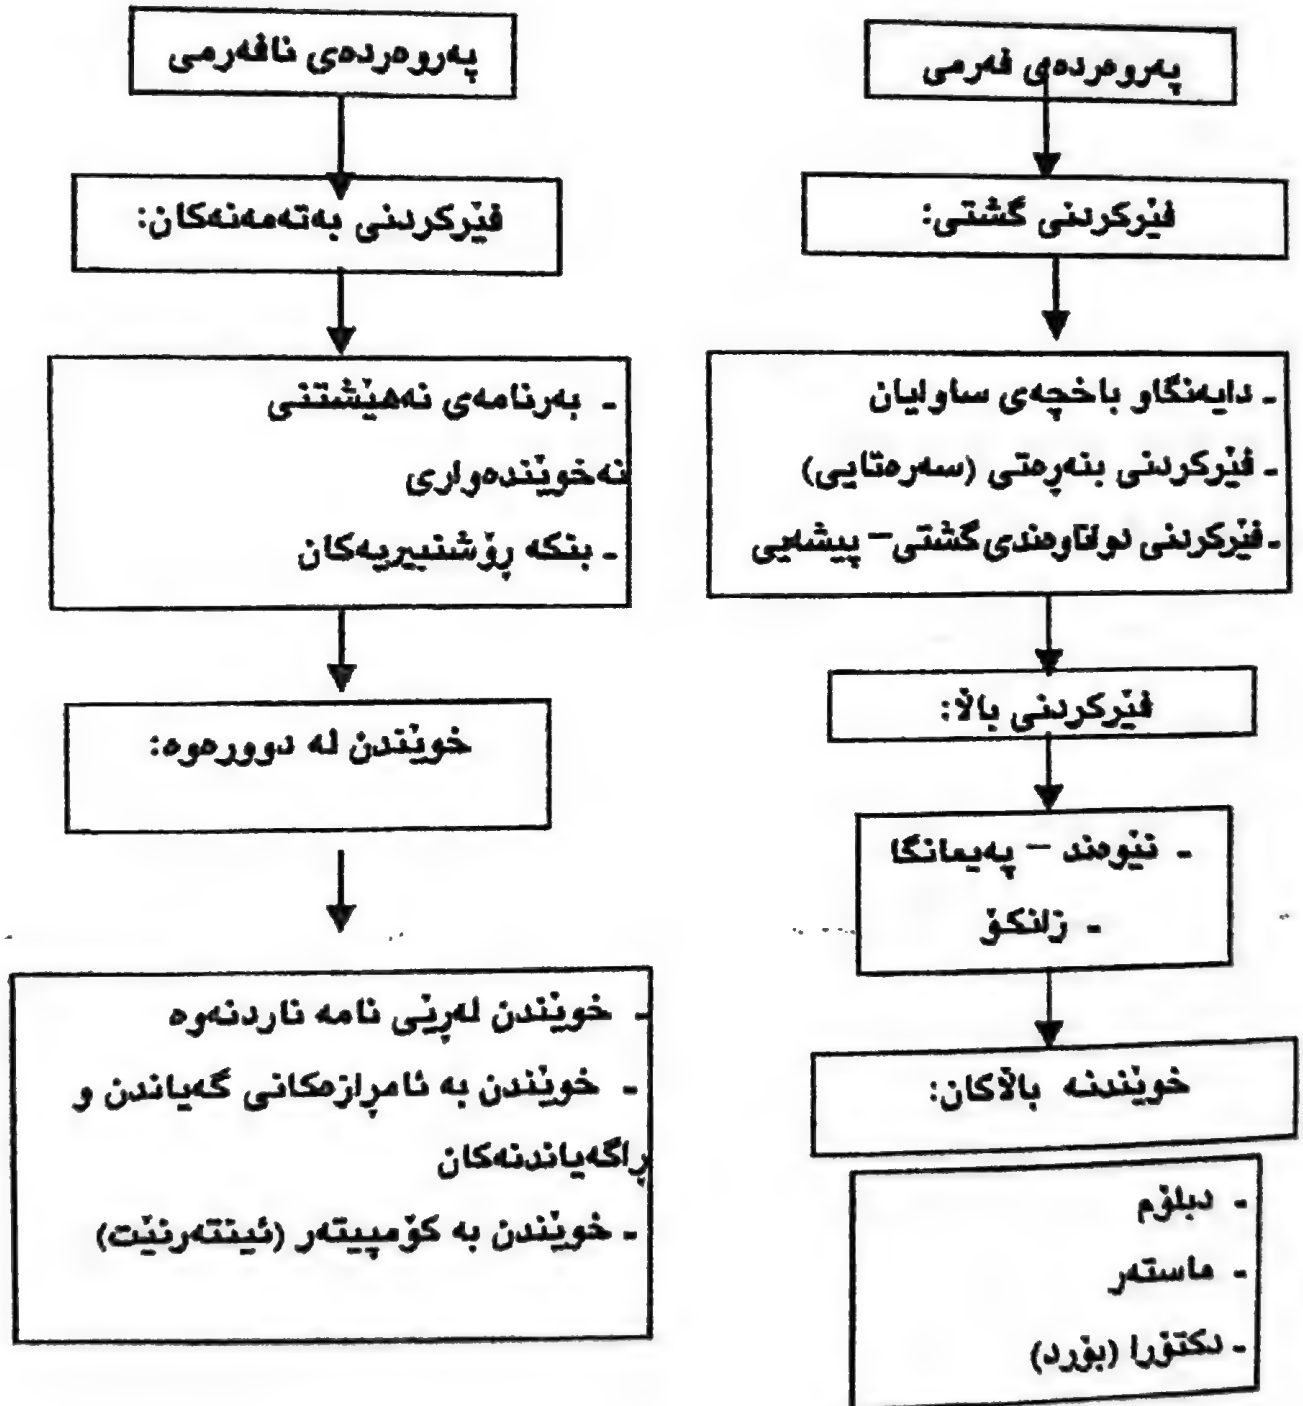 پەروەردەی فەرمی
فێرکردنی گشتی:
ـ دایەنگاو باخچەی ساوایان
ـ فێرکردنی بنەڕەتی (سەرەتایی)
ـ فێرکردنی دواناوەندی گشتی – پیشەیی
فێرکردنی باڵا:
ـ نێوەند – پەیمانگا
ـ زانکۆ
خوێندنە باڵاکان:
ـ دبلۆم
ـ ماستەر
ـ دکتۆرا (بۆرد)
پەروەردەی نافەرمی
فێرکردنی بەتەمەنەکان:
ـ بەرنامەی نەهێشتنی
نەخوێندەواری
ـ بنکە ڕۆشنبیریەکان
خوێندن لە دوورەوە:
ـ خوێندن لەڕێی نامە ناردنەوە
ـ خوێندن بە ئامڕازەکانی گەیاندن و
ڕاگەیاندنەکان
ـ خوێندن بە کۆمپیتەر (ئینتەرنێت)